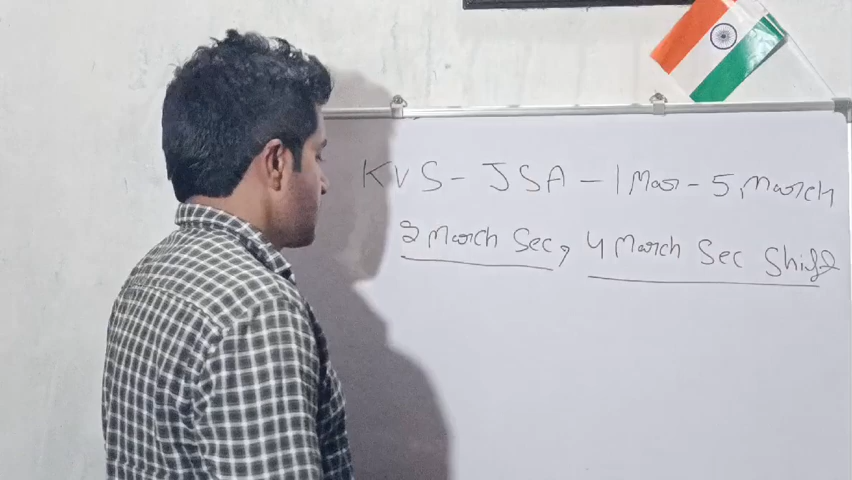 KVS - JSA - 1 Mar - 5, March
2 March Sec, 4 March Sec Shift